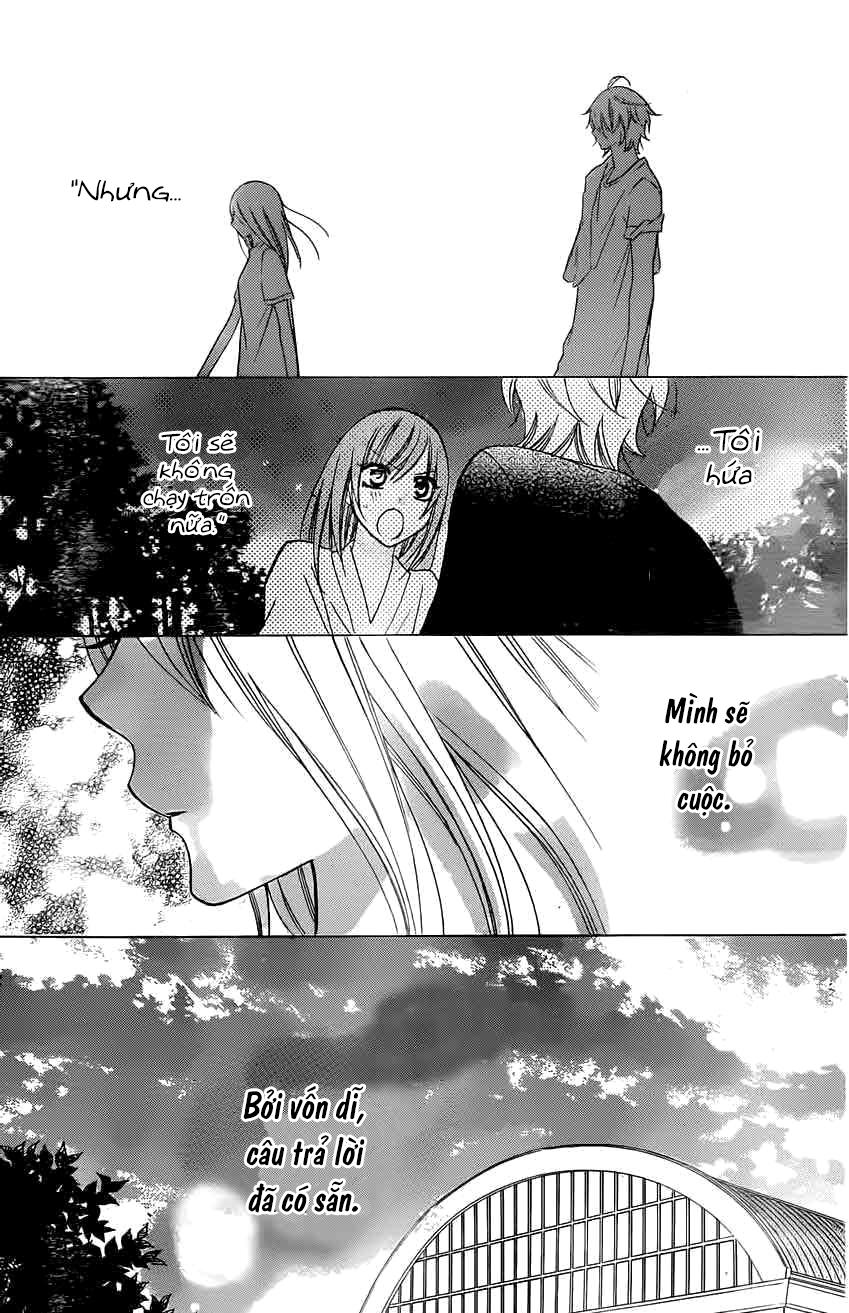 "Nhưng...
...Tôi
hứa
Tôi sẽ
không
chạy trốn
nữa."
Mình sẽ
không bỏ
cuộc.
Bởi vốn dĩ,
câu trả lời
đã có sẵn.